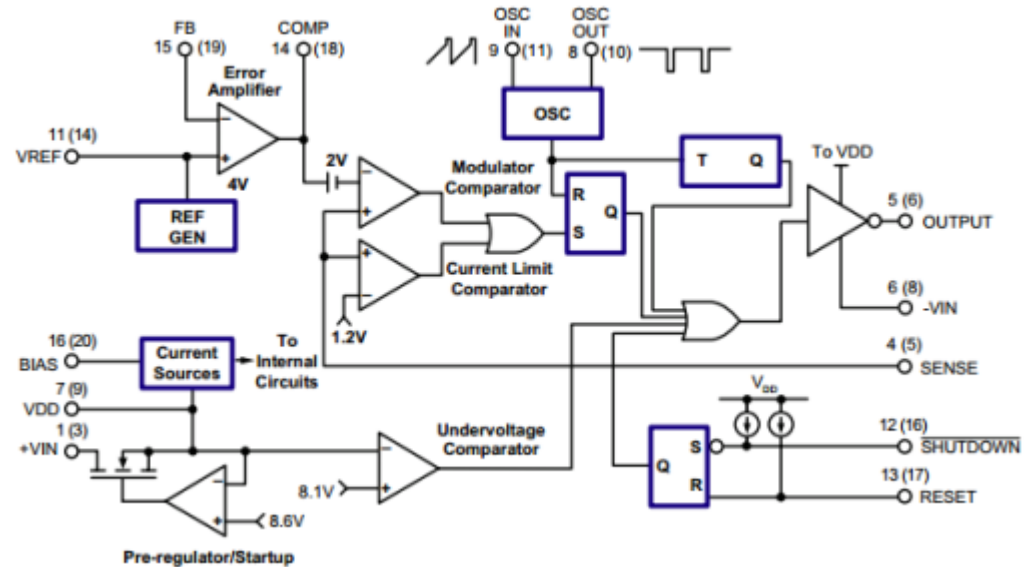 FB
15 (19)
COMP
14 (18)
OSC
IN
9 (11)
OSC
OUT
8 (10)
Error
Amplifier
OSC
11 (14)
VREF
4V
2V
Modulator
Comparator
T Q
To VDD
5 (6)
OUTPUT
REF
GEN
R
Q
S
Current Limit
Comparator
1.2V
6 (8)
-VIN
4 (5)
SENSE
16 (20)
BIAS
Current
Sources
To
Internal
Circuits
7 (9)
VDD
1 (3)
+VIN
Undervoltage
Comparator
8.1V
8.6V
VDD
S
Q
R
12 (16)
SHUTDOWN
13 (17)
RESET
Pre-regulator/Startup